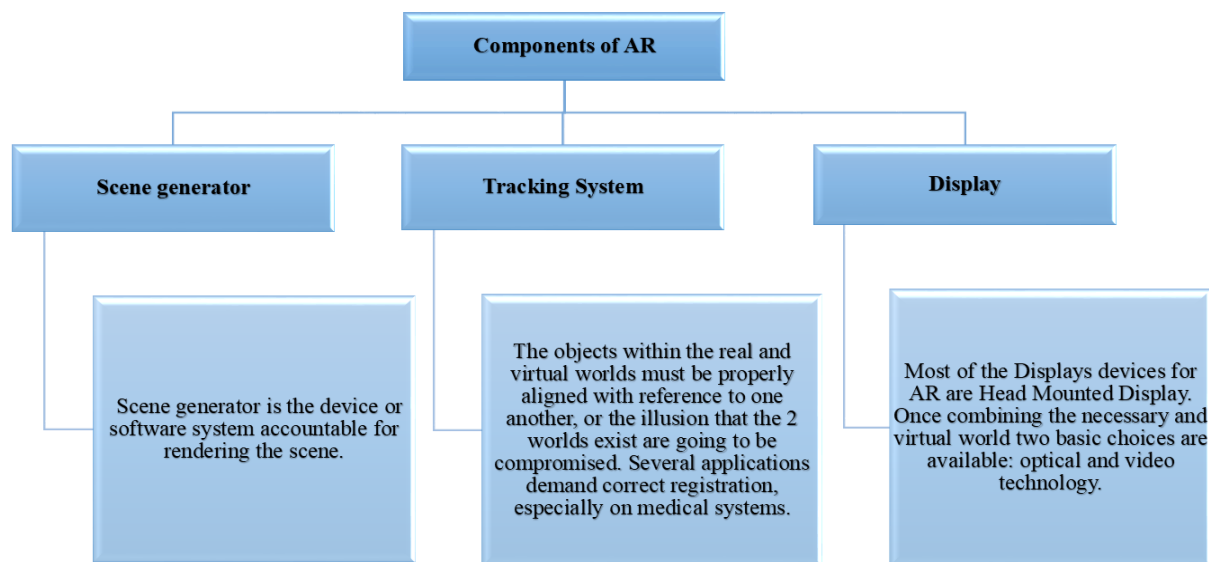 Components of AR
Scene generator
Tracking System
Display
Scene generator is the device or
software system accountable for
rendering the scene.
The objects within the real and
virtual worlds must be properly
aligned with reference to one
another, or the illusion that the 2
worlds exist are going to be
compromised. Several applications
demand correct registration,
especially on medical systems.
Most of the Displays devices for
AR are Head Mounted Display.
Once combining the necessary and
virtual world two basic choices are
available: optical and video
technology.